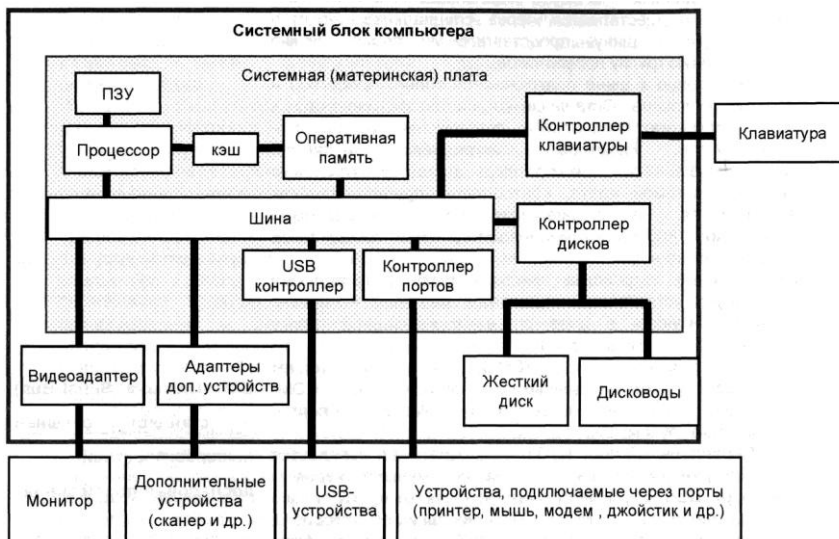 Системный блок компьютера
Системная (материнская) плата
ПЗУ
Процессор
кэш
Оперативная
память
Контроллер
клавиатуры
Клавиатура
Шина
Контроллер
дисков
USB
контроллер
Контроллер
портов
Видеоадаптер
Адаптеры
доп. устройств
Жесткий
диск
Дисководы
Монитор
Дополнительные
устройства
(сканер и др.)
USB-
устройства
Устройства, подключаемые через порты
(принтер, мышь, модем , джойстик и др.)